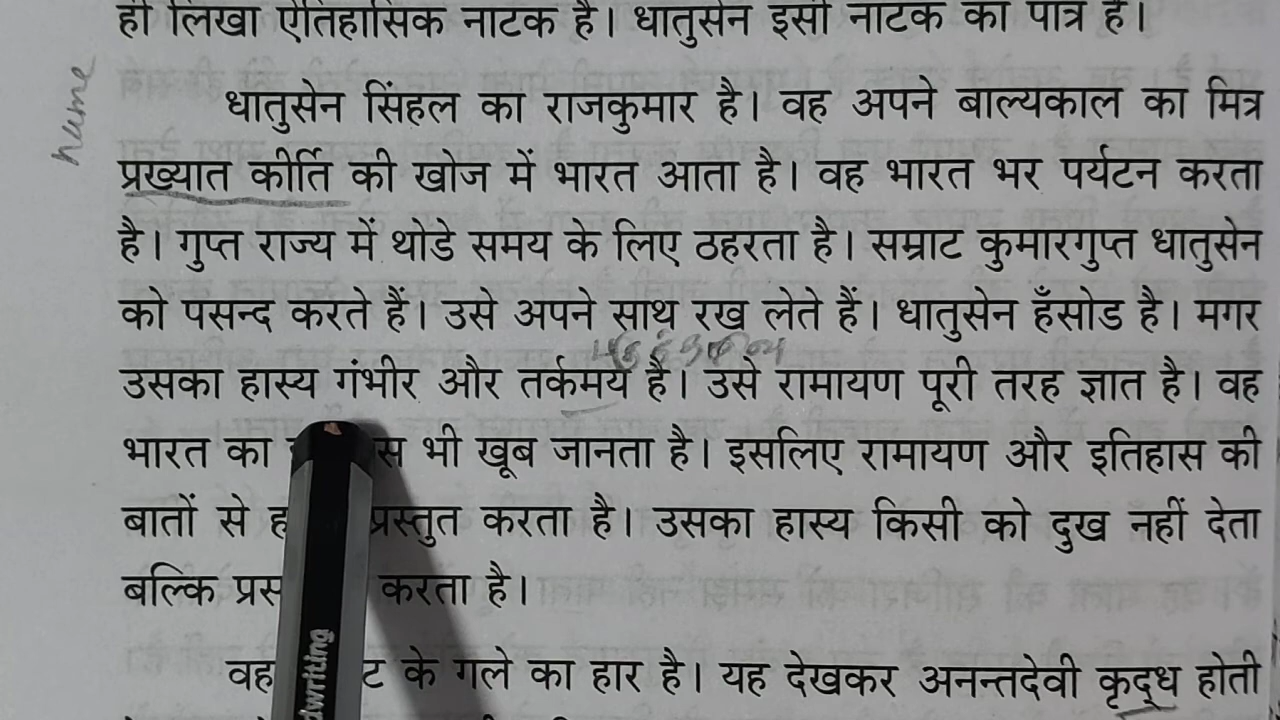 ही लिखा ऐतिहासिक नाटक है। धातुसेन इसी नाटक का पात्र है।
name
धातुसेन सिंहल का राजकुमार है। वह अपने बाल्यकाल का मित्र
प्रख्यात कीर्ति की खोज में भारत आता है। वह भारत भर पर्यटन करता
है। गुप्त राज्य में थोडे समय के लिए ठहरता है। सम्राट कुमारगुप्त धातुसेन
को पसन्द करते हैं। उसे अपने साथ रख लेते हैं। धातुसेन हँसोड है। मगर
उसका हास्य गंभीर और तर्कमय है। उसे रामायण पूरी तरह ज्ञात है। वह
भारत का भी खूब जानता है। इसलिए रामायण और इतिहास की
बातों से प्रस्तुत करता है। उसका हास्य किसी को दुख नहीं देता
बल्कि करता है।
वह के गले का हार है। यह देखकर अनन्तदेवी कृद्ध होती